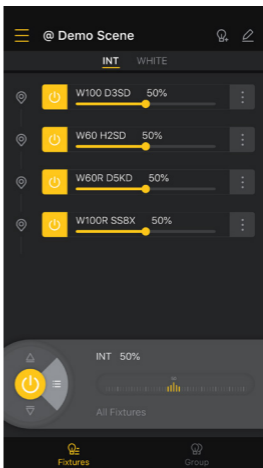 @ Demo Scene
INT WHITE
W100 D3SD 50%
W60 H2SD 50%
W60R D5KD 50%
W100R SS8X 50%
INT 50%
All Fixtures
Fixtures Group